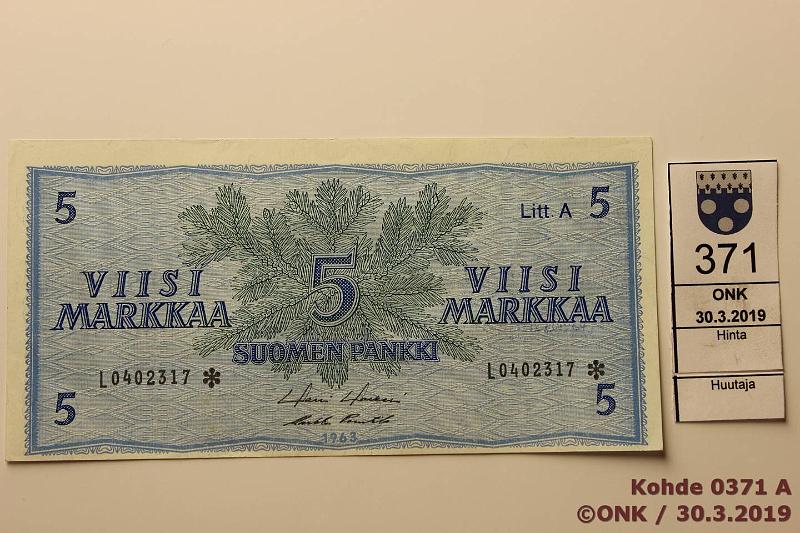 5
Litt. A 5
VIISI
MARKKAA
5
VIISI
MARKKAA
SUOMEN PANKKI
L0402317 *
L0402317 *
5
5
1963
371
ONK
30.3.2019
Hinta
Huutaja
Kohde 0371 A
©ONK / 30.3.2019